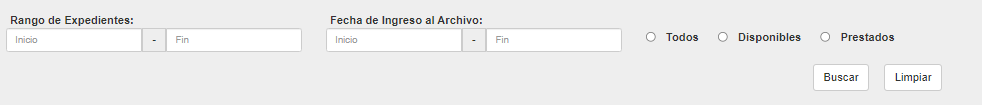 Rango de Expedientes: Fecha de Ingreso al Archivo:
Inicio - Fin Inicio - Fin Todos Disponibles Prestados
Buscar Limpiar